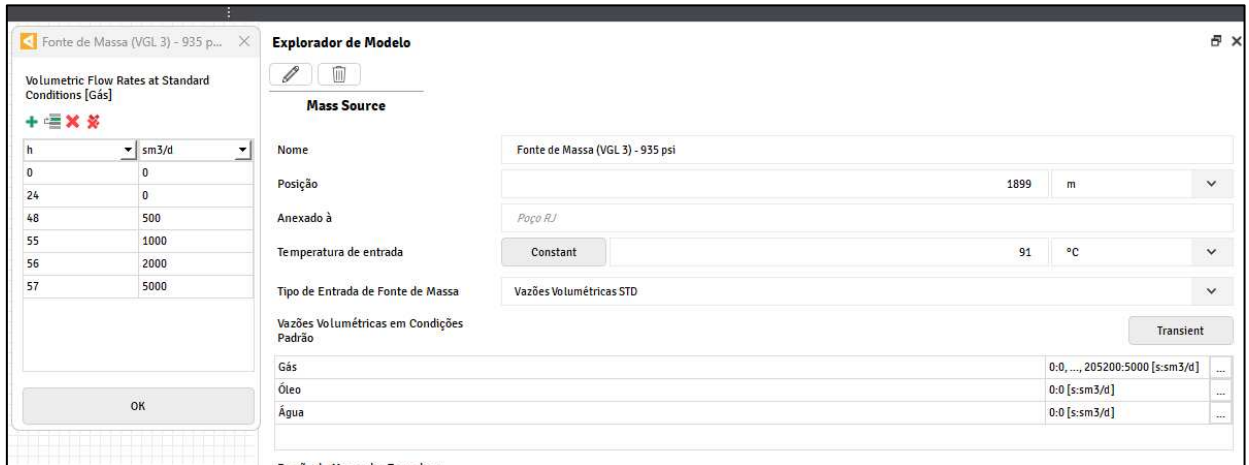 Fonte de Massa (VGL 3) - 935 p...
Volumetric Flow Rates at Standard
Conditions [Gás]
h sm3/d
0 0
24 0
48 500
55 1000
56 2000
57 5000
OK
Explorador de Modelo
Mass Source
Nome Fonte de Massa (VGL 3) - 935 psi
Posição 1899 m
Anexado à Poço RJ
Temperatura de entrada Constant 91 °C
Tipo de Entrada de Fonte de Massa Vazões Volumétricas STD
Vazões Volumétricas em Condições
Padrão
Transient
Gás 0:0, ..., 205200:5000 [s:sm3/d] ...
Óleo 0:0 [s:sm3/d] ...
Água 0:0 [s:sm3/d] ...